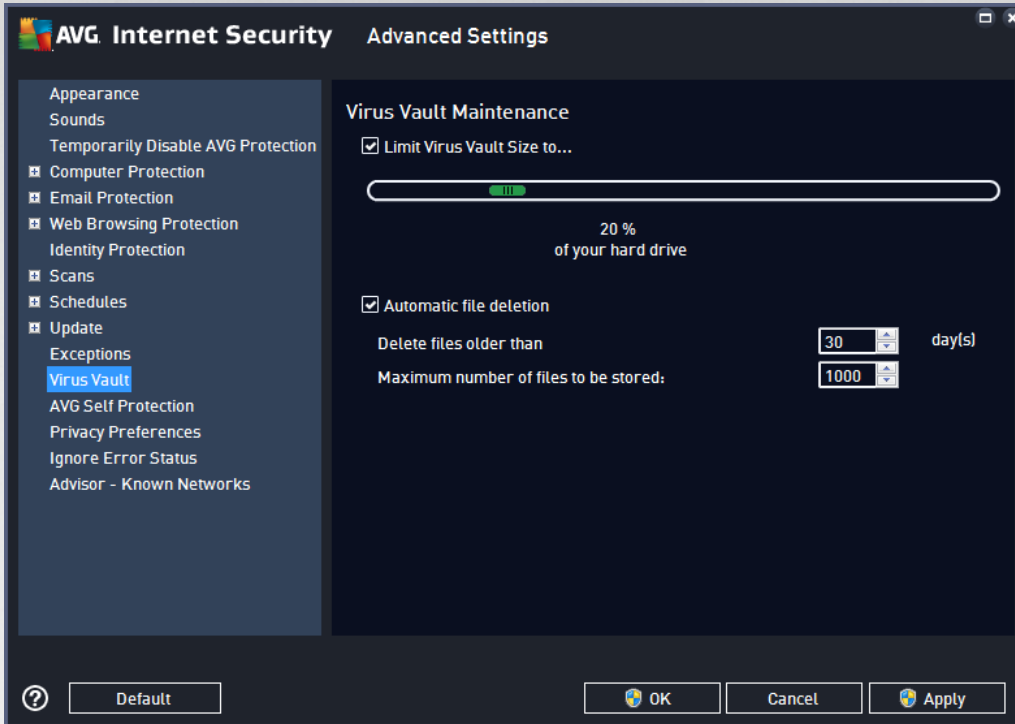 AVG Internet Security Advanced Settings
Appearance
Sounds
Temporarily Disable AVG Protection
Computer Protection
Email Protection
Web Browsing Protection
Identity Protection
Scans
Schedules
Update
Exceptions
Virus Vault
AVG Self Protection
Privacy Preferences
Ignore Error Status
Advisor - Known Networks
Virus Vault Maintenance
Limit Virus Vault Size to...
20 %
of your hard drive
Automatic file deletion
Delete files older than 30 day(s)
Maximum number of files to be stored: 1000
? Default OK Cancel Apply